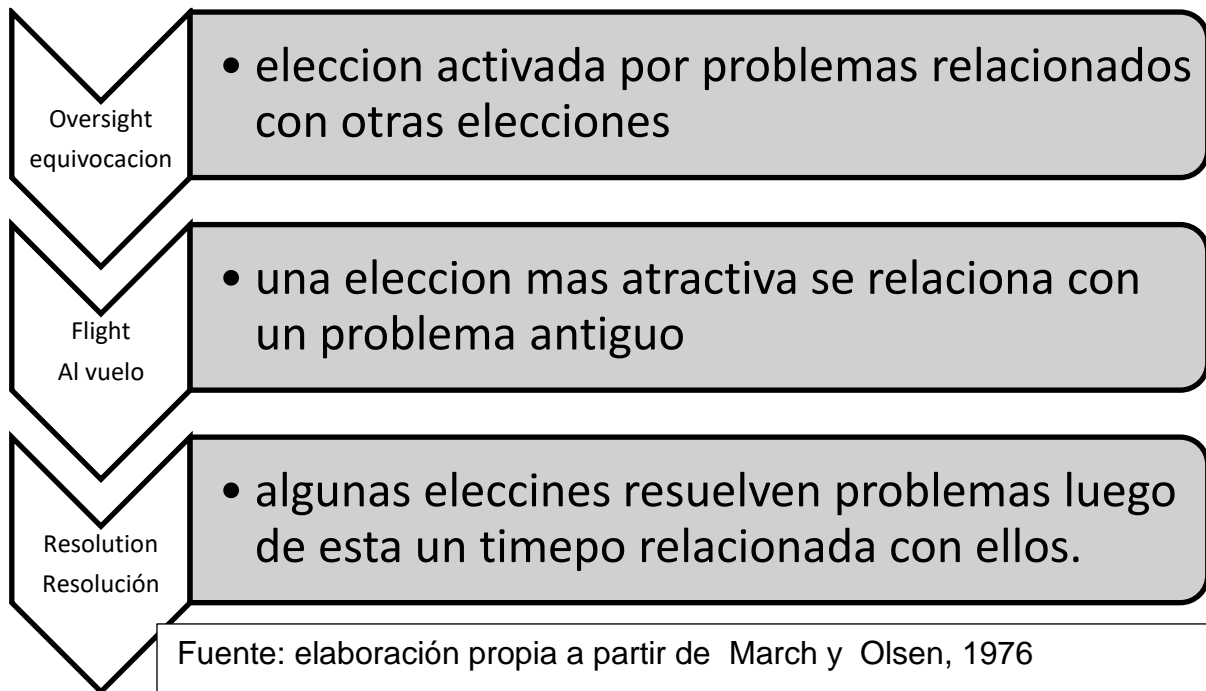 Oversight
equivocacion
• eleccion activada por problemas relacionados
con otras elecciones
Flight
Al vuelo
• una eleccion mas atractiva se relaciona con
un problema antiguo
Resolution
Resolución
• algunas eleccines resuelven problemas luego
de esta un timepo relacionada con ellos.
Fuente: elaboración propia a partir de March y Olsen, 1976